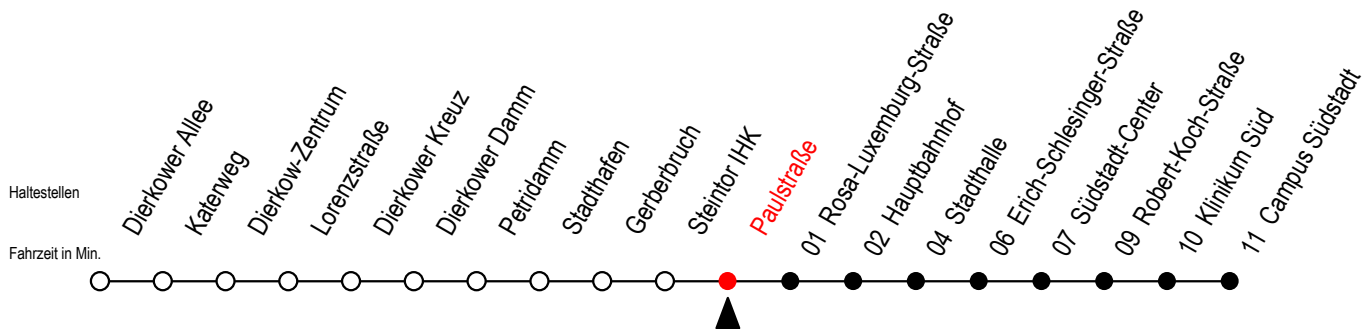 Haltestellen
Fahrzeit in Min.
Dierkower Allee
Katerweg
Dierkow-Zentrum
Lorenzstraße
Dierkower Kreuz
Dierkower Damm
Petridamm
Stadthafen
Gerberbruch
Steintor IHK
Paulstraße
01 Rosa-Luxemburg-Straße
02 Hauptbahnhof
04 Stadthalle
06 Erich-Schlesinger-Straße
07 Südstadt-Center
09 Robert-Koch-Straße
10 Klinikum Süd
11 Campus Südstadt